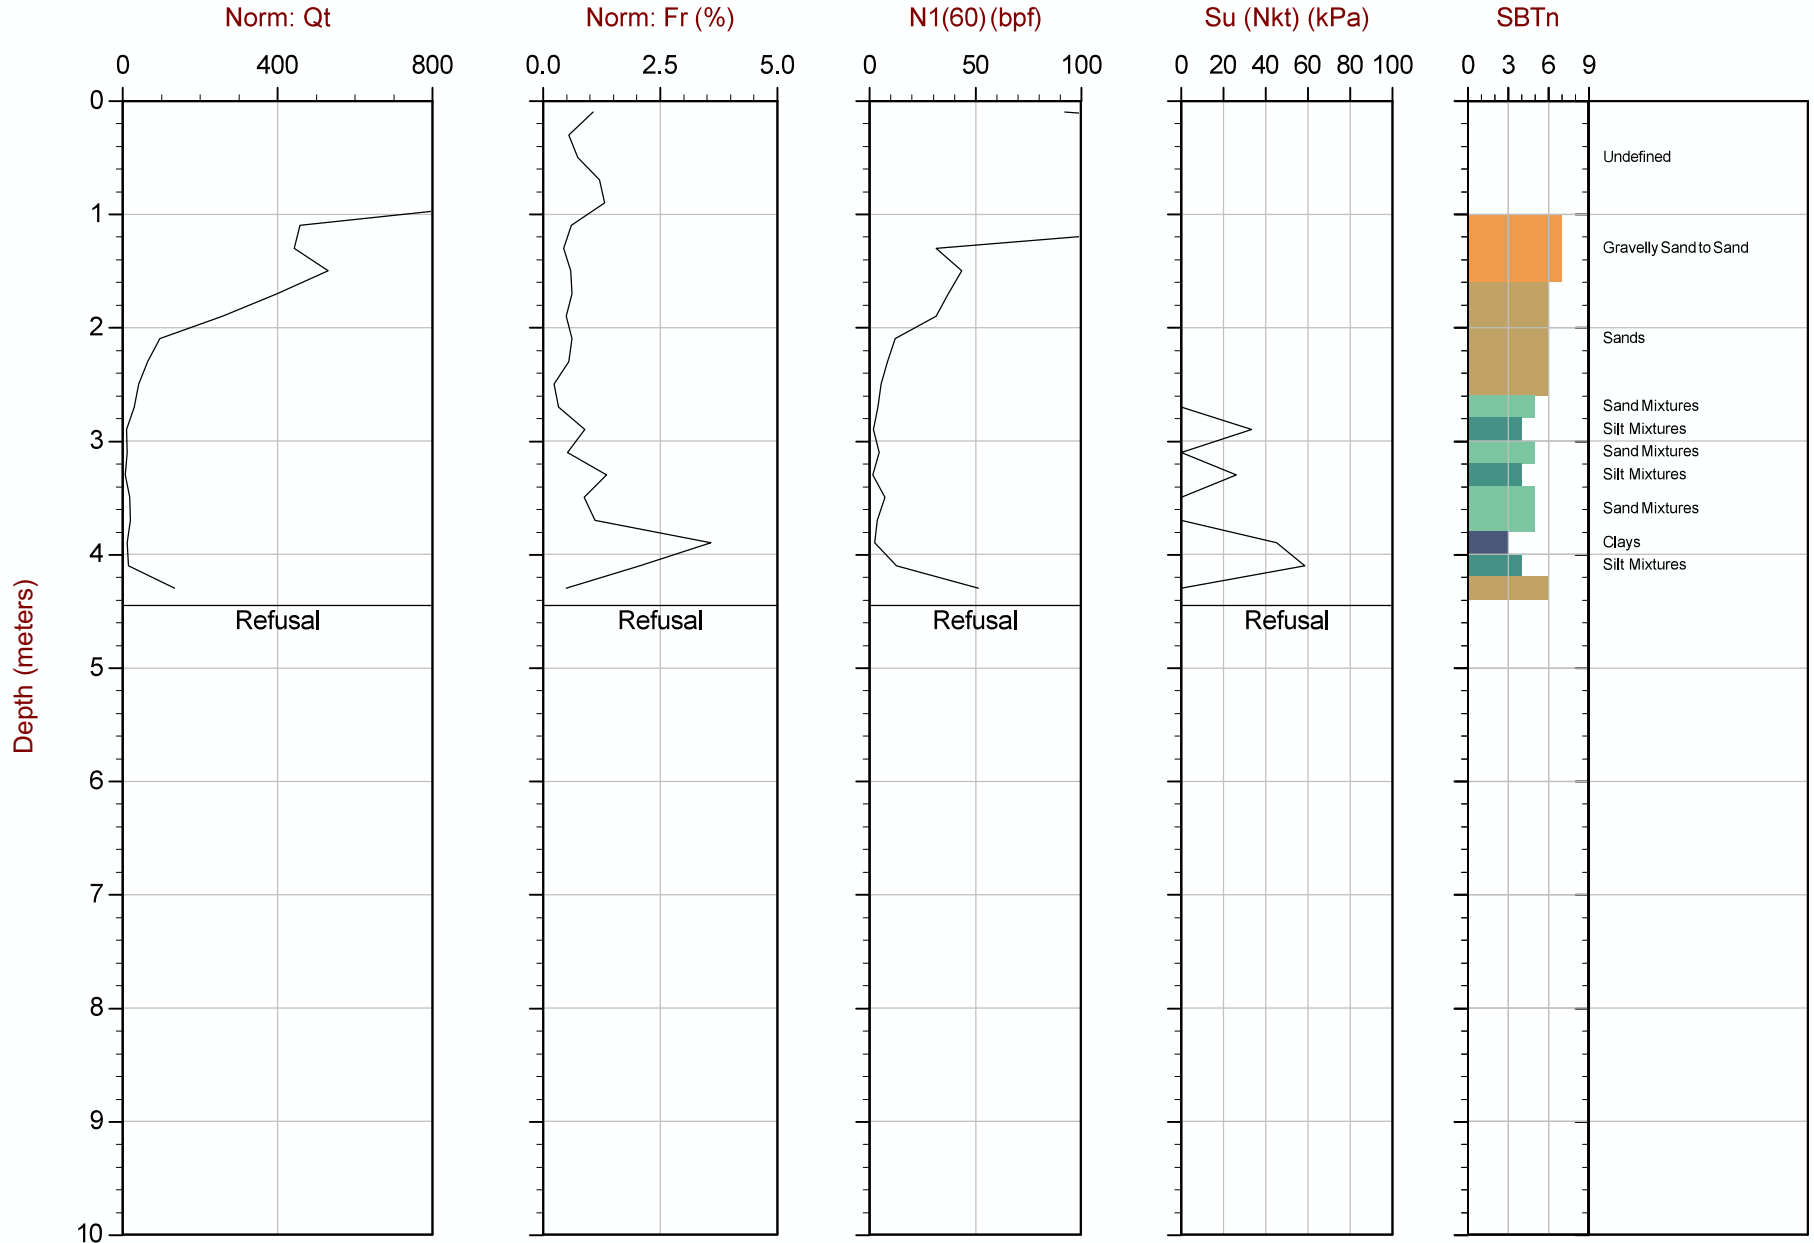 Norm: Qt Norm: Fr (%) N1(60) (bpf) Su (Nkt) (kPa) SBTn
0 400 800 0.0 2.5 5.0 0 50 100 0 20 40 60 80 100 0 3 6 9
0
Undefined
1
Gravelly Sand to Sand
2
Sands
Sand Mixtures
Silt Mixtures
3
Sand Mixtures
Silt Mixtures
Sand Mixtures
Clays
4
Silt Mixtures
Refusal Refusal Refusal Refusal
5
Depth (meters)
6
7
8
9
10